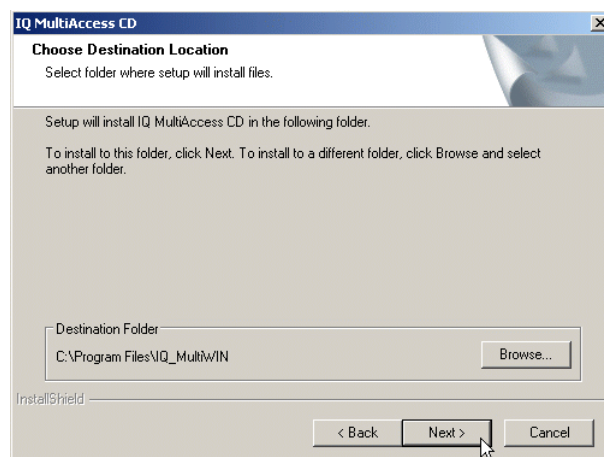 IQ MultiAccess CD
Choose Destination Location
Select folder where setup will install files.
Setup will install IQ MultiAccess CD in the following folder.
To install to this folder, click Next. To install to a different folder, click Browse and select
another folder.
Destination Folder
C:\Program Files\IQ_MultiWIN
Browse...
InstallShield
< Back
Next >
Cancel